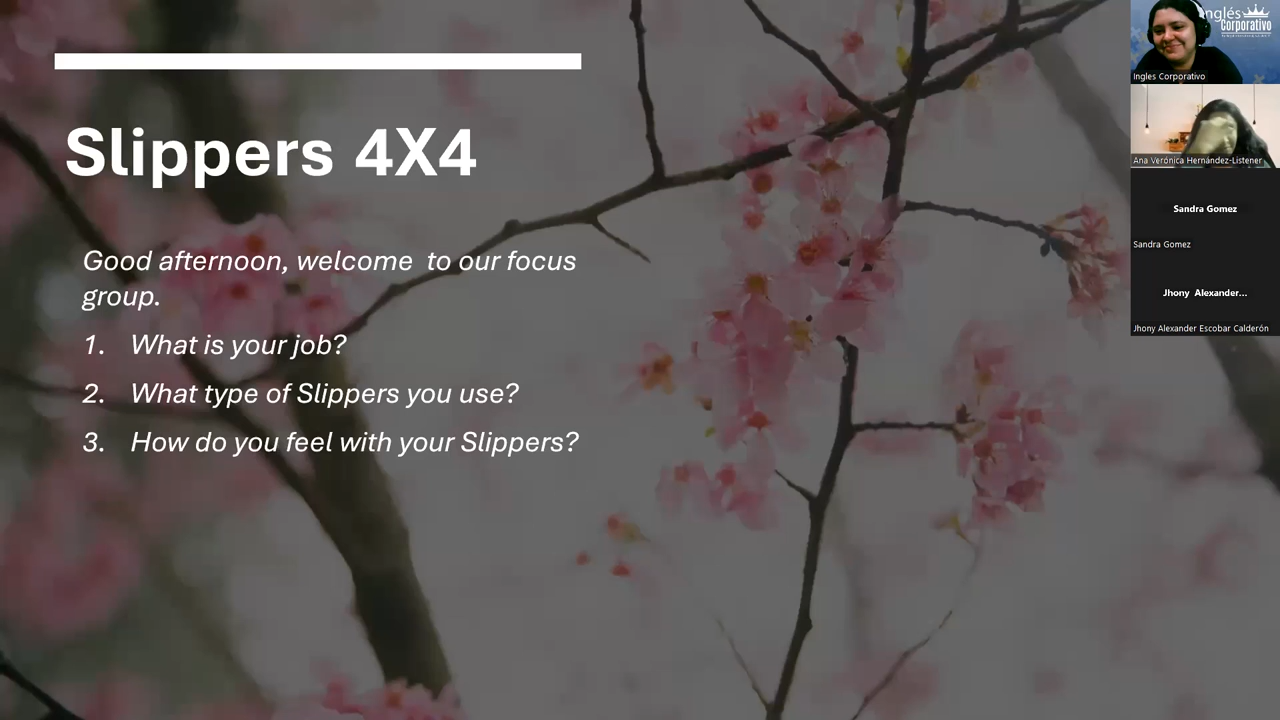 Slippers 4X4
Good afternoon, welcome  to our focus
group.
1. What is your job?
2. What type of Slippers you use?
3. How do you feel with your Slippers?
Inglés
Corporativo
Ingles Corporativo
Ana Verónica Hernández-Listener
Sandra Gomez
Sandra Gomez
Jhony  Alexander...
Jhony Alexander Escobar Calderón